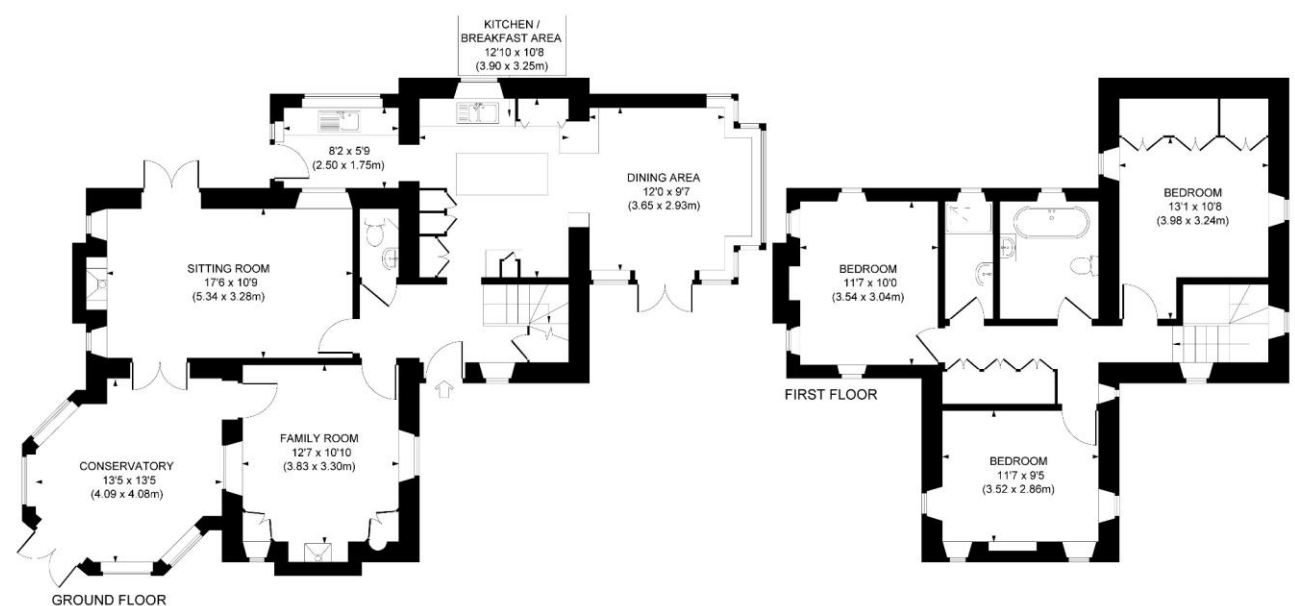 KITCHEN /
BREAKFAST AREA
12'10 x 10'8
(3.90 x 3.25m)
8'2 x 5'9
(2.50 x 1.75m)
DINING AREA
12'0 x 9'7
(3.65 x 2.93m)
SITTING ROOM
17'6 x 10'9
(5.34 x 3.28m)
FAMILY ROOM
12'7 x 10'10
(3.83 x 3.30m)
CONSERVATORY
13'5 x 13'5
(4.09 x 4.08m)
GROUND FLOOR
BEDROOM
13'1 x 10'8
(3.98 x 3.24m)
BEDROOM
11'7 x 10'0
(3.54 x 3.04m)
FIRST FLOOR
BEDROOM
11'7 x 9'5
(3.52 x 2.86m)